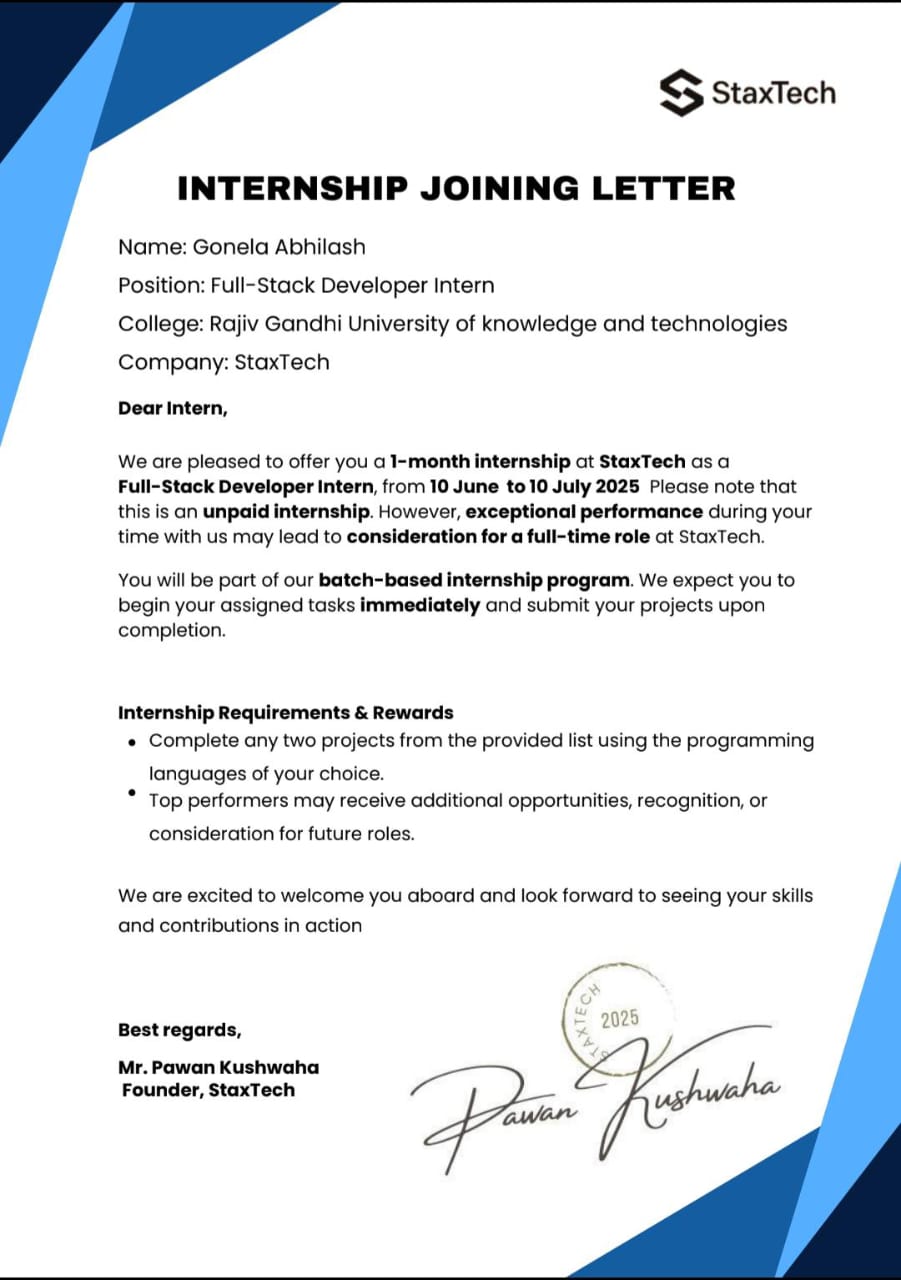 StaxTech
INTERNSHIP JOINING LETTER
Name: Gonela Abhilash
Position: Full-Stack Developer Intern
College: Rajiv Gandhi University of knowledge and technologies
Company: StaxTech
Dear Intern,
We are pleased to offer you a 1-month internship at StaxTech as a
Full-Stack Developer Intern, from 10 June to 10 July 2025 Please note that
this is an unpaid internship. However, exceptional performance during your
time with us may lead to consideration for a full-time role at StaxTech.
You will be part of our batch-based internship program. We expect you to
begin your assigned tasks immediately and submit your projects upon
completion.
Internship Requirements & Rewards
• Complete any two projects from the provided list using the programming
languages of your choice.
• Top performers may receive additional opportunities, recognition, or
consideration for future roles.
We are excited to welcome you aboard and look forward to seeing your skills
and contributions in action
STAXTECH
2025
Best regards,
Mr. Pawan Kushwaha
Founder, StaxTech
Pawan Kushwaha